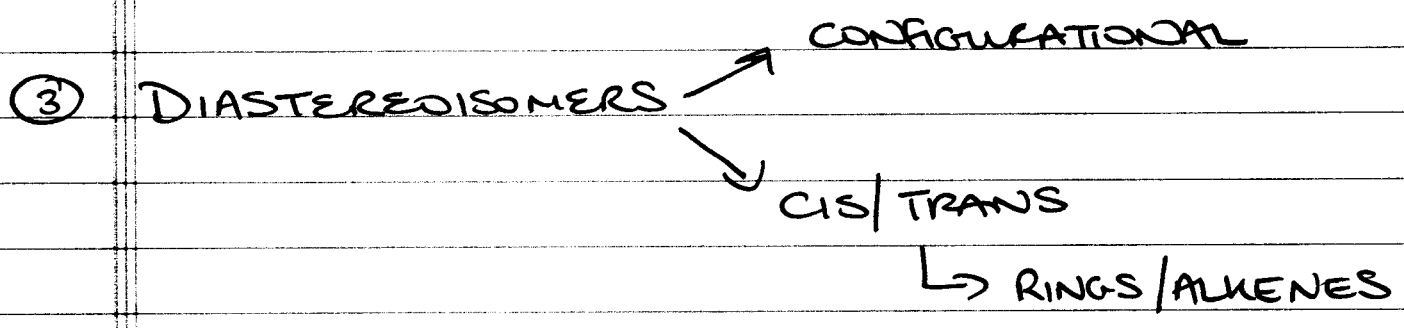 CONFIGURATIONAL
③ DIASTEREOISOMERS
CIS/TRANS
↳ RINGS/ALKENES